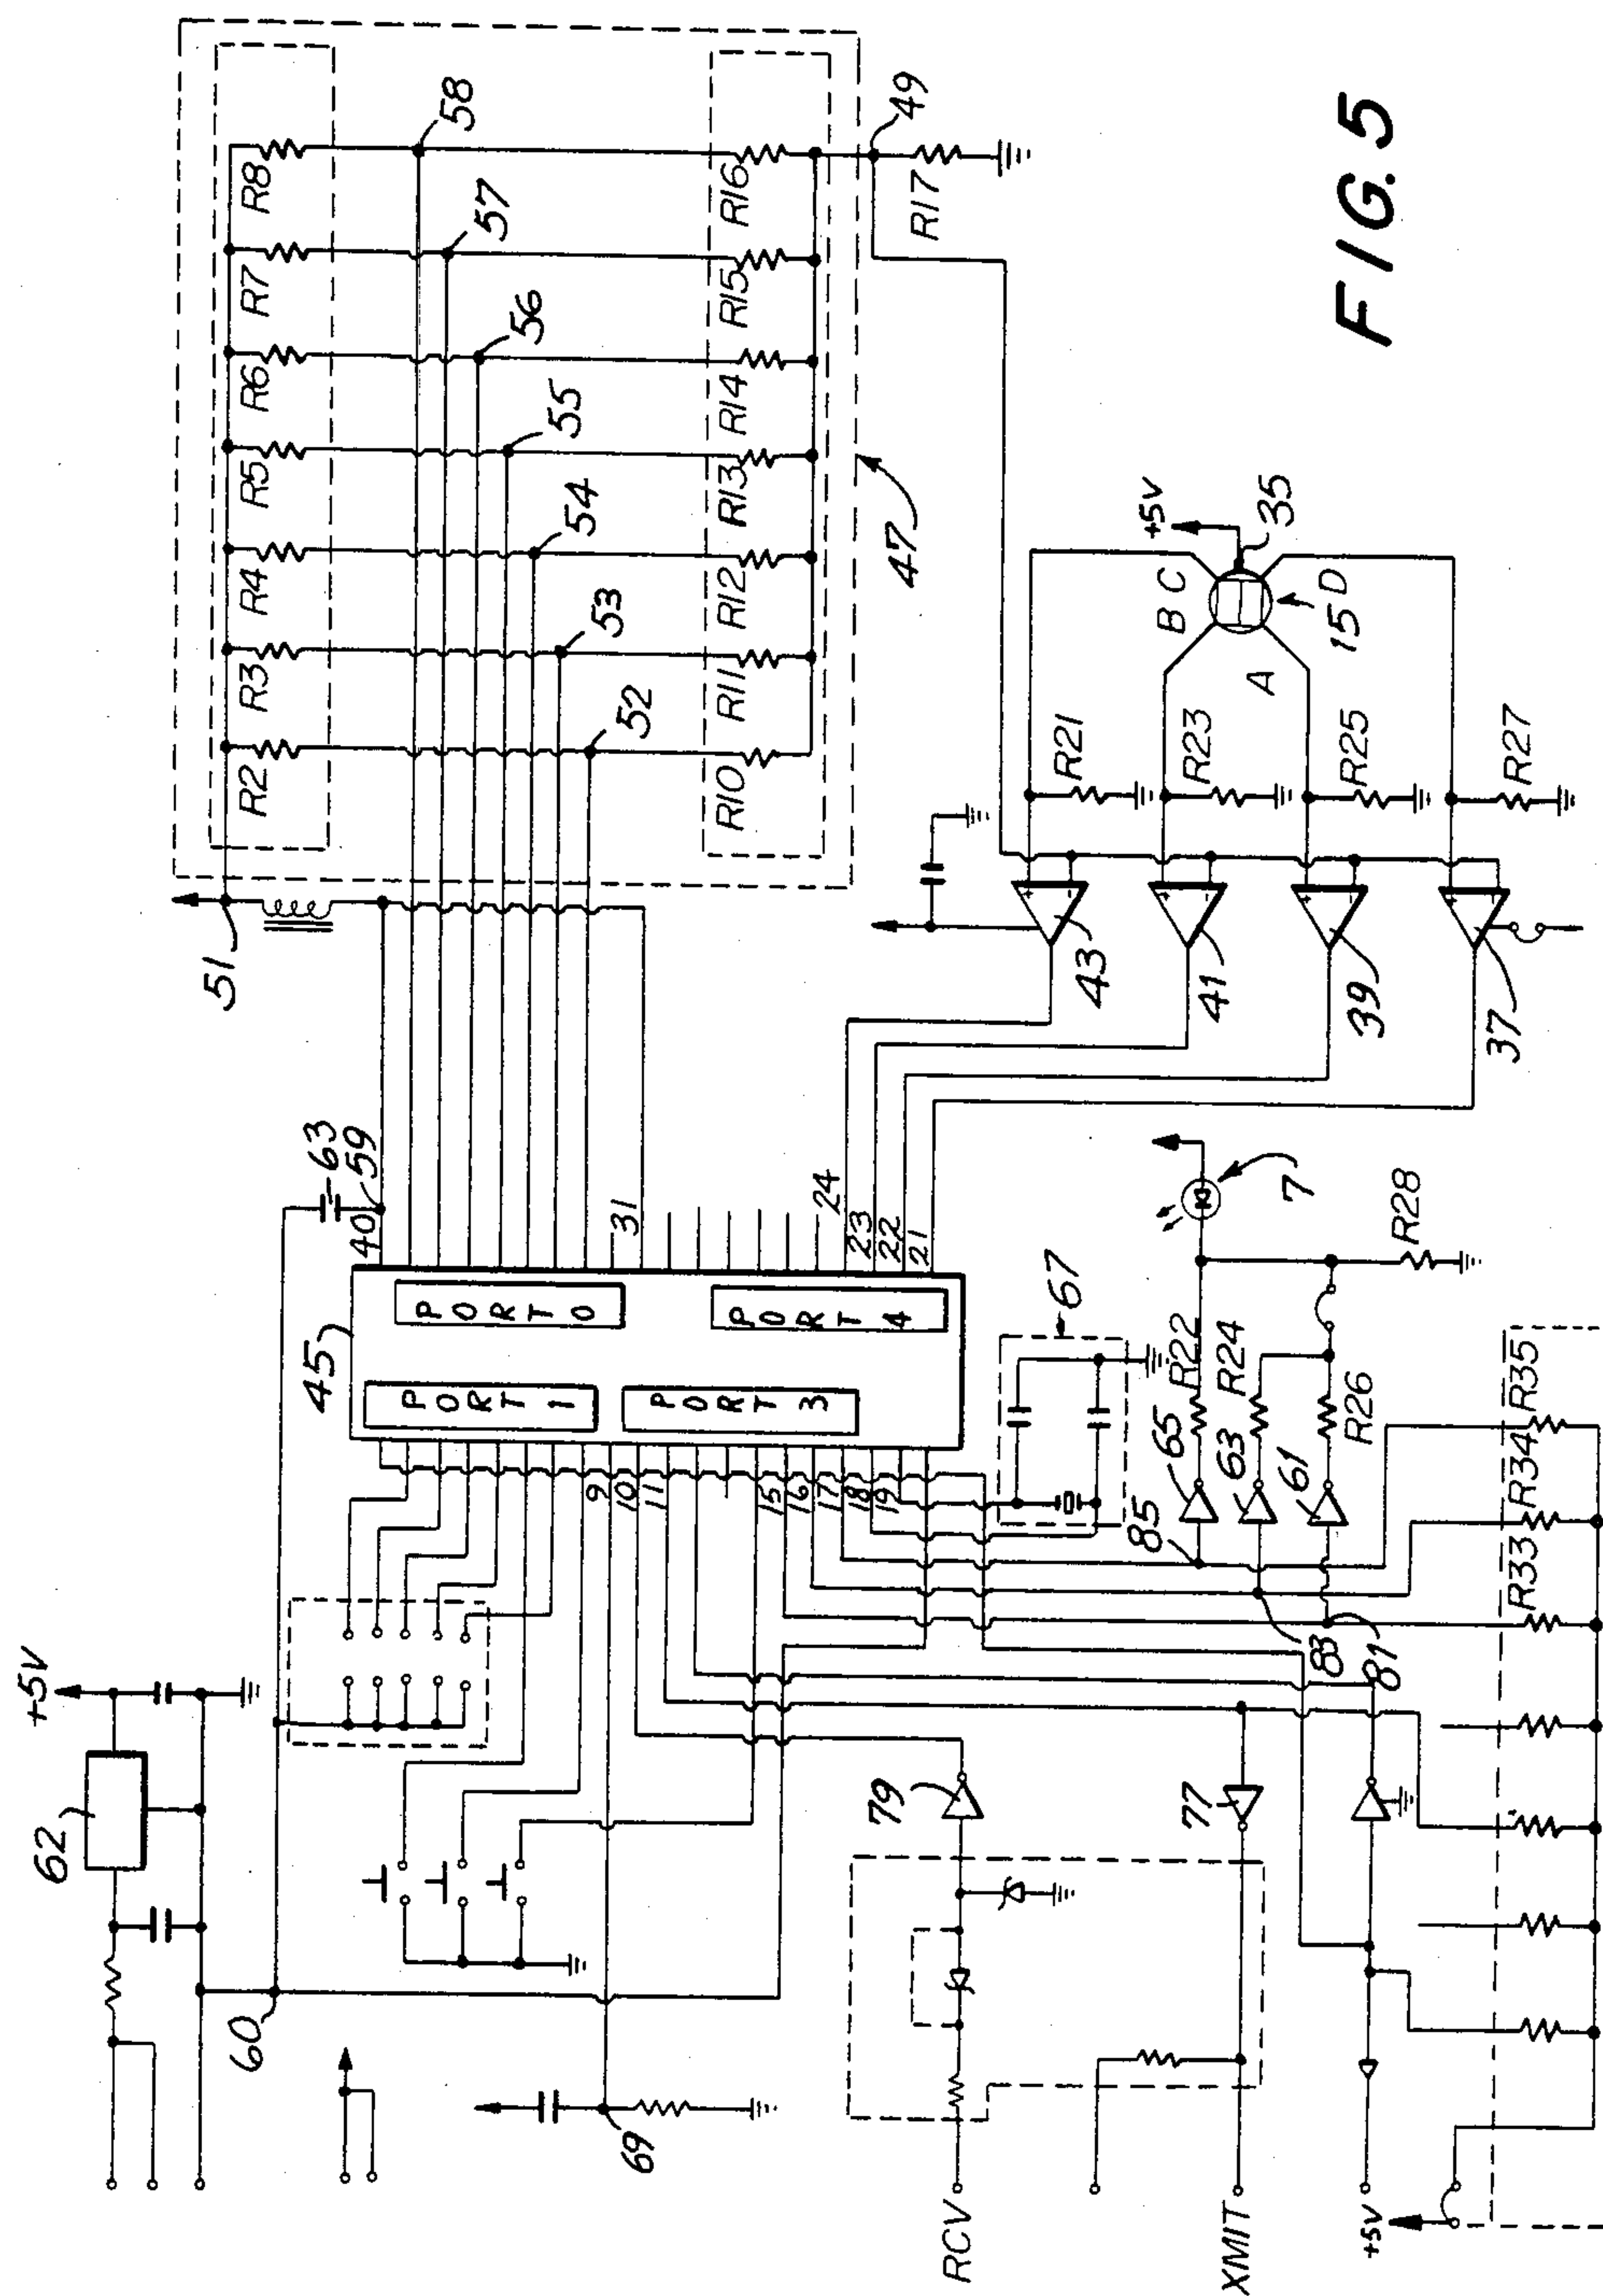 51
R2
R3
R4
R5
R6
R7
R8
58
57
56
55
54
53
52
R10
R11
R12
R13
R14
R15
R16
49
R17
47
+5V
62
60
63
59
40
45
PORT 1
PORT 0
PORT 3
PORT 4
31
24
23
22
21
9
10
11
15
16
17
18
19
67
69
43
41
39
37
+
-
+
-
+
-
+
-
R21
R23
R25
R27
B
C
A
D
+5V
35
15
7
R28
R22
R24
R26
65
63
61
85
83
81
79
77
RCV
XMIT
+5V
R33
R34
R35
FIG. 5